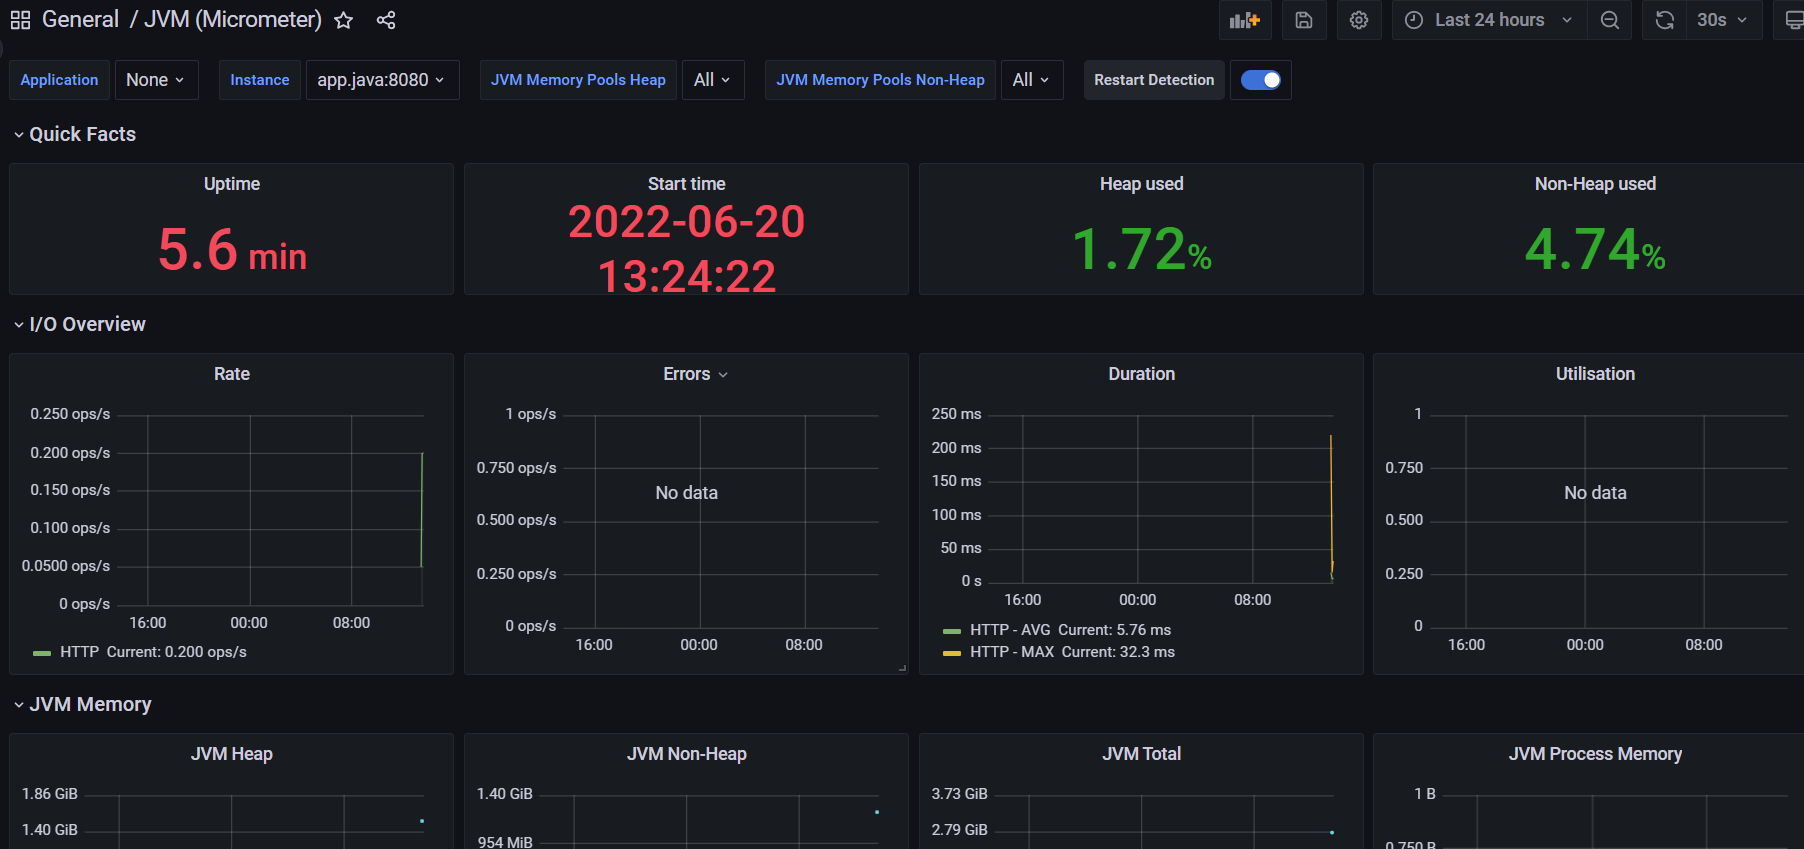 General / JVM (Micrometer)
Last 24 hours
30s
Application
None
Instance
app.java:8080
JVM Memory Pools Heap
All
JVM Memory Pools Non-Heap
All
Restart Detection
Quick Facts
Uptime
5.6 min
Start time
2022-06-20
13:24:22
Heap used
1.72%
Non-Heap used
4.74%
I/O Overview
Rate
0.250 ops/s
0.200 ops/s
0.150 ops/s
0.100 ops/s
0.0500 ops/s
0 ops/s
16:00
00:00
08:00
HTTP Current: 0.200 ops/s
Errors
1 ops/s
0.750 ops/s
0.500 ops/s
0.250 ops/s
0 ops/s
No data
16:00
00:00
08:00
Duration
250 ms
200 ms
150 ms
100 ms
50 ms
0 s
16:00
00:00
08:00
HTTP - AVG Current: 5.76 ms
HTTP - MAX Current: 32.3 ms
Utilisation
1
0.750
0.500
0.250
0
No data
16:00
00:00
08:00
JVM Memory
JVM Heap
1.86 GiB
1.40 GiB
JVM Non-Heap
1.40 GiB
954 MiB
JVM Total
3.73 GiB
2.79 GiB
JVM Process Memory
1 B
0.750 B